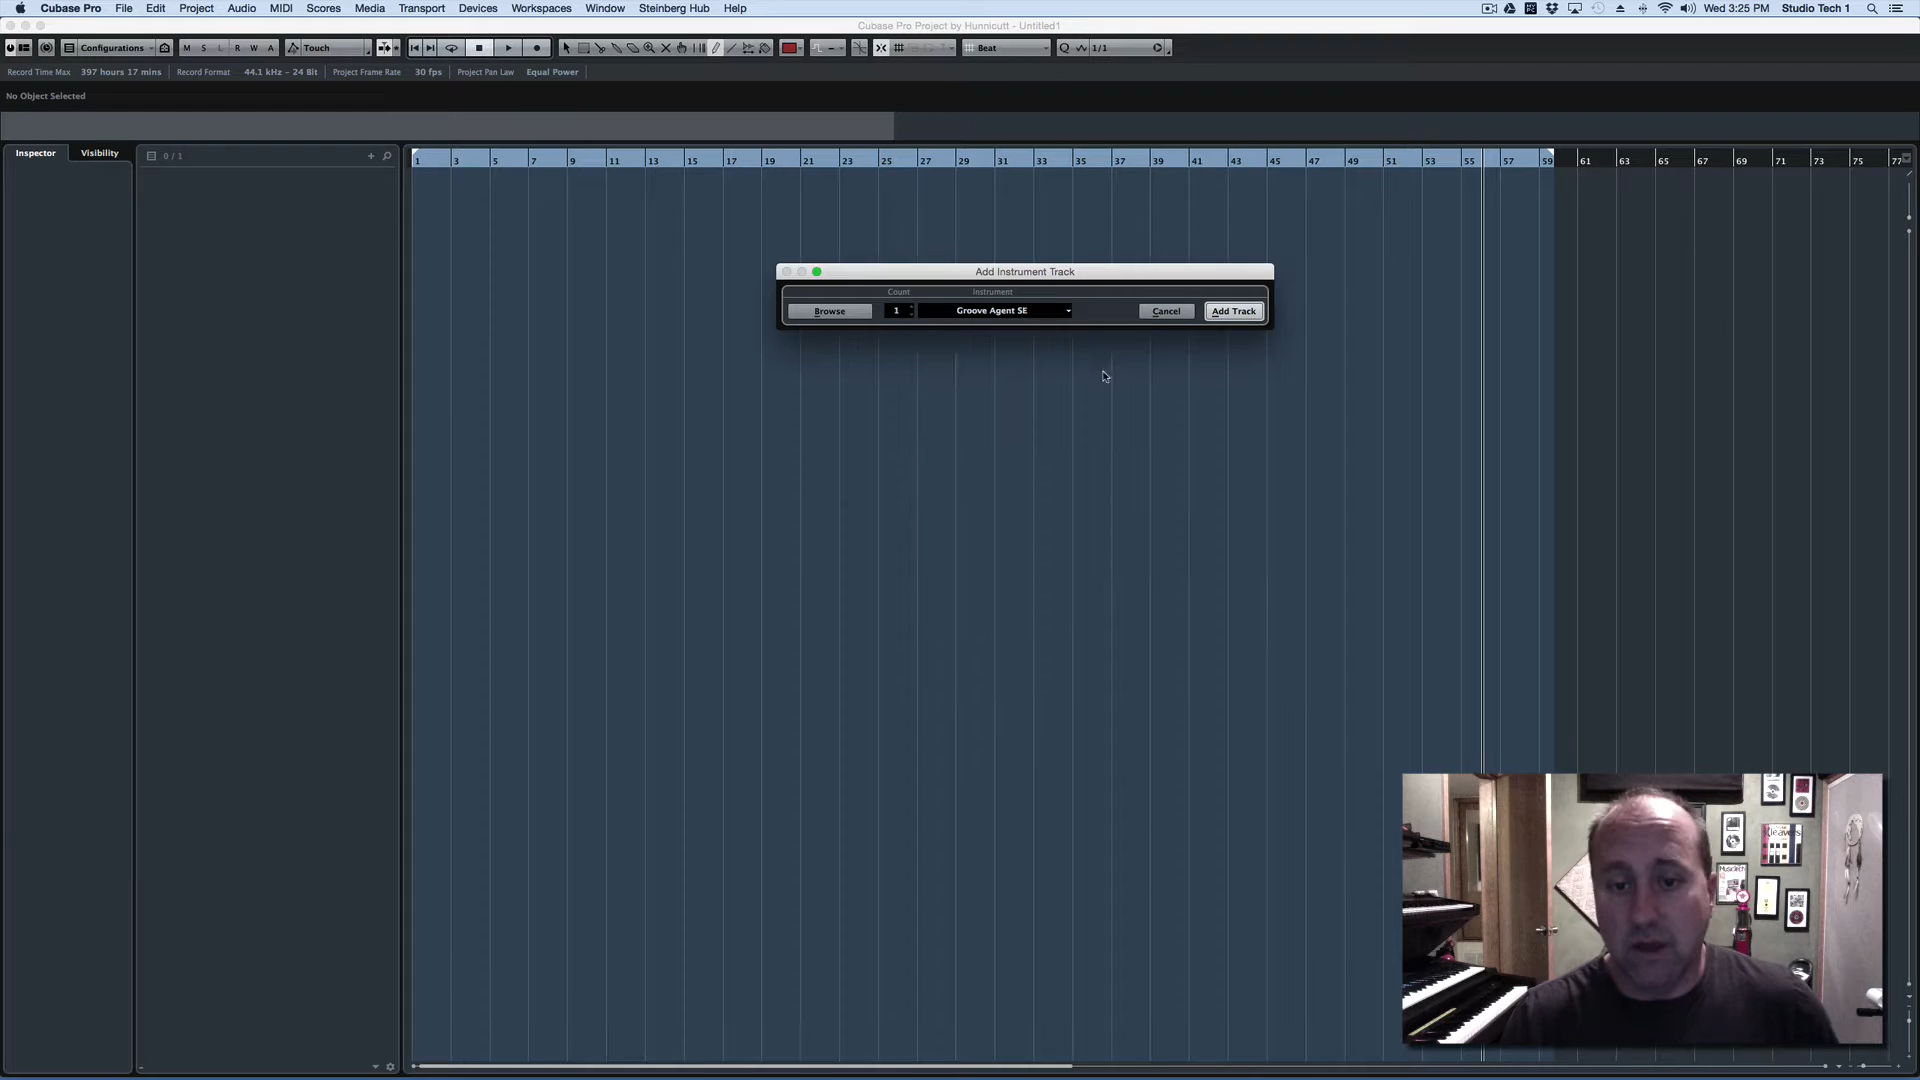 Cubase Pro File Edit Project Audio MIDI Scores Media Transport Devices Workspaces Window Steinberg Hub Help Wed 3:25 PM Studio Tech 1
Cubase Pro Project by Hunnicutt - Untitled1
Configurations M S L R W A Touch Beat Q 1/1
Record Time Max 397 hours 17 mins Record Format 44.1 kHz - 24 Bit Project Frame Rate 30 fps Project Pan Law Equal Power
No Object Selected
Inspector Visibility 0 / 1
1 3 5 7 9 11 13 15 17 19 21 23 25 27 29 31 33 35 37 39 41 43 45 47 49 51 53 55 57 59 61 63 65 67 69 71 73 75 77
Add Instrument Track
Count Instrument
Browse 1 Groove Agent SE Cancel Add Track